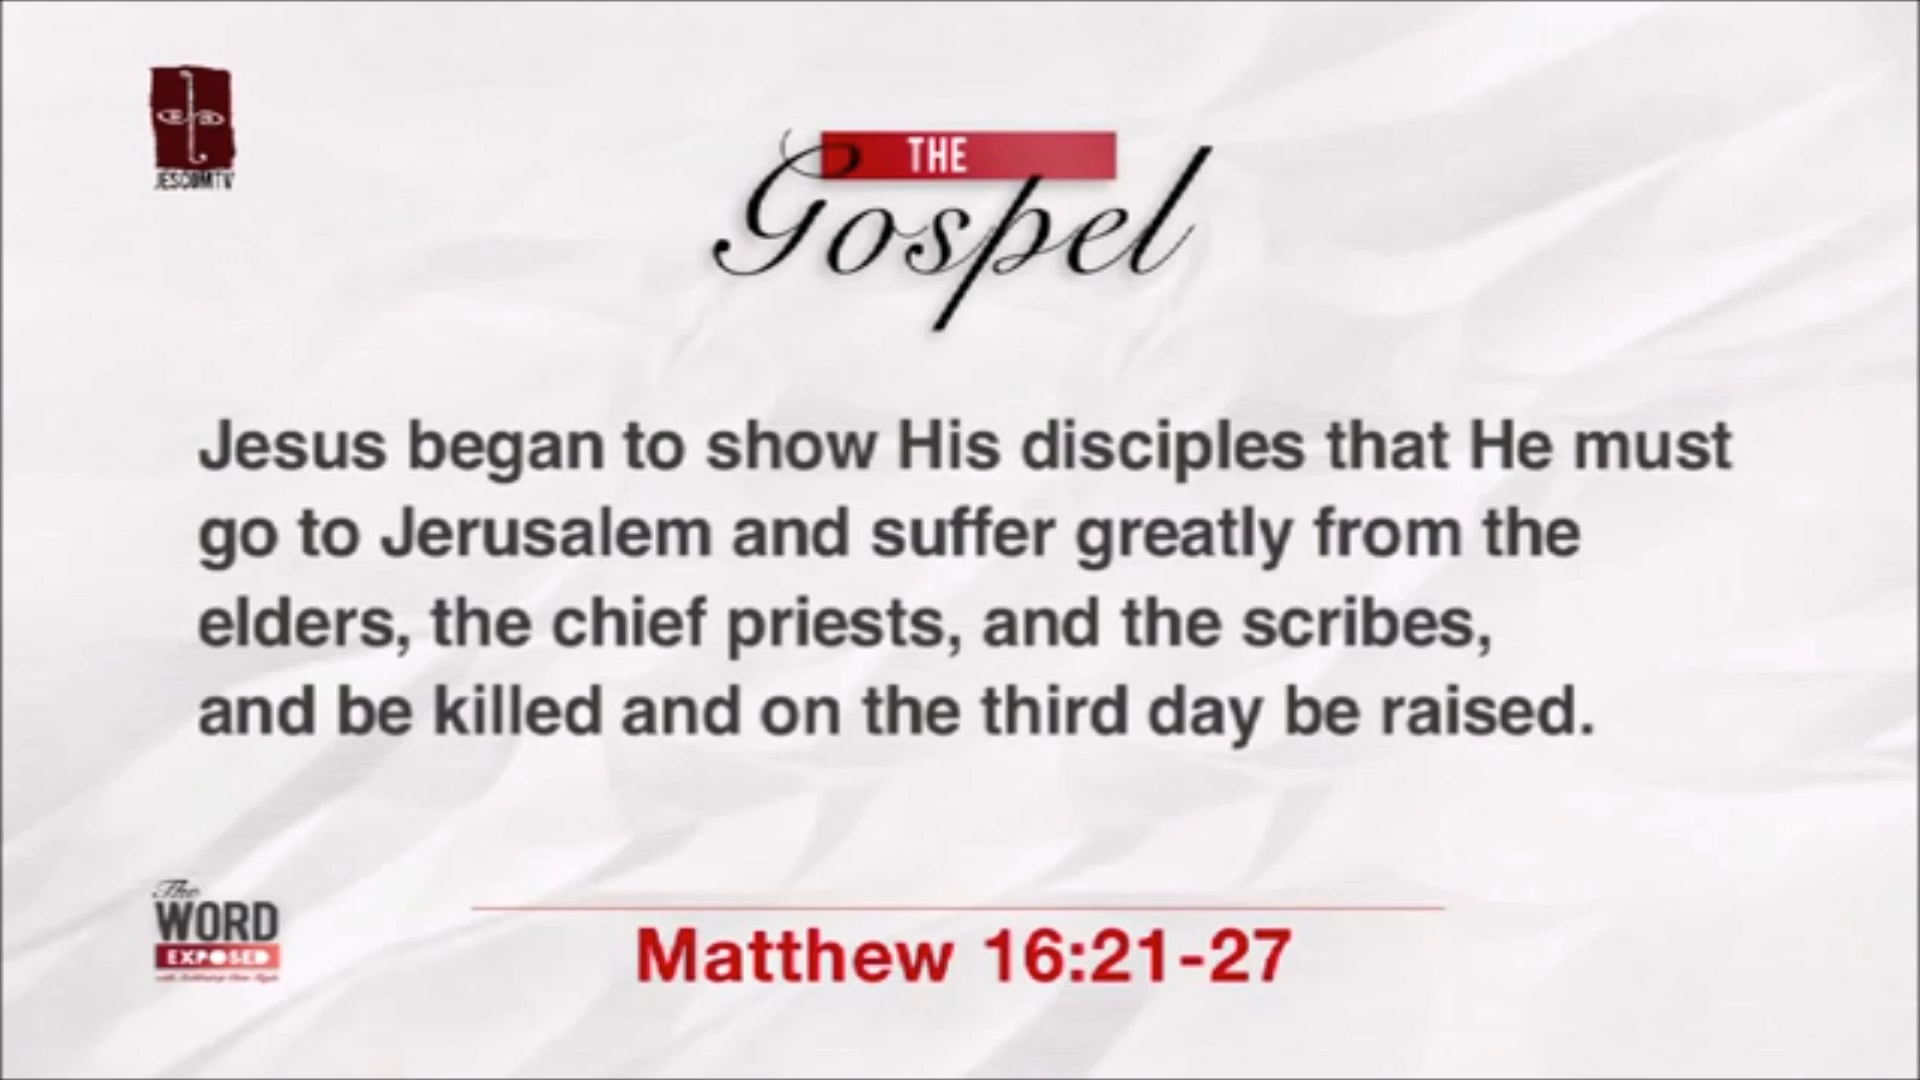 JESCOMTV
THE
Gospel
Jesus began to show His disciples that He must
go to Jerusalem and suffer greatly from the
elders, the chief priests, and the scribes,
and be killed and on the third day be raised.
The
WORD
EXPOSED
Matthew 16:21-27